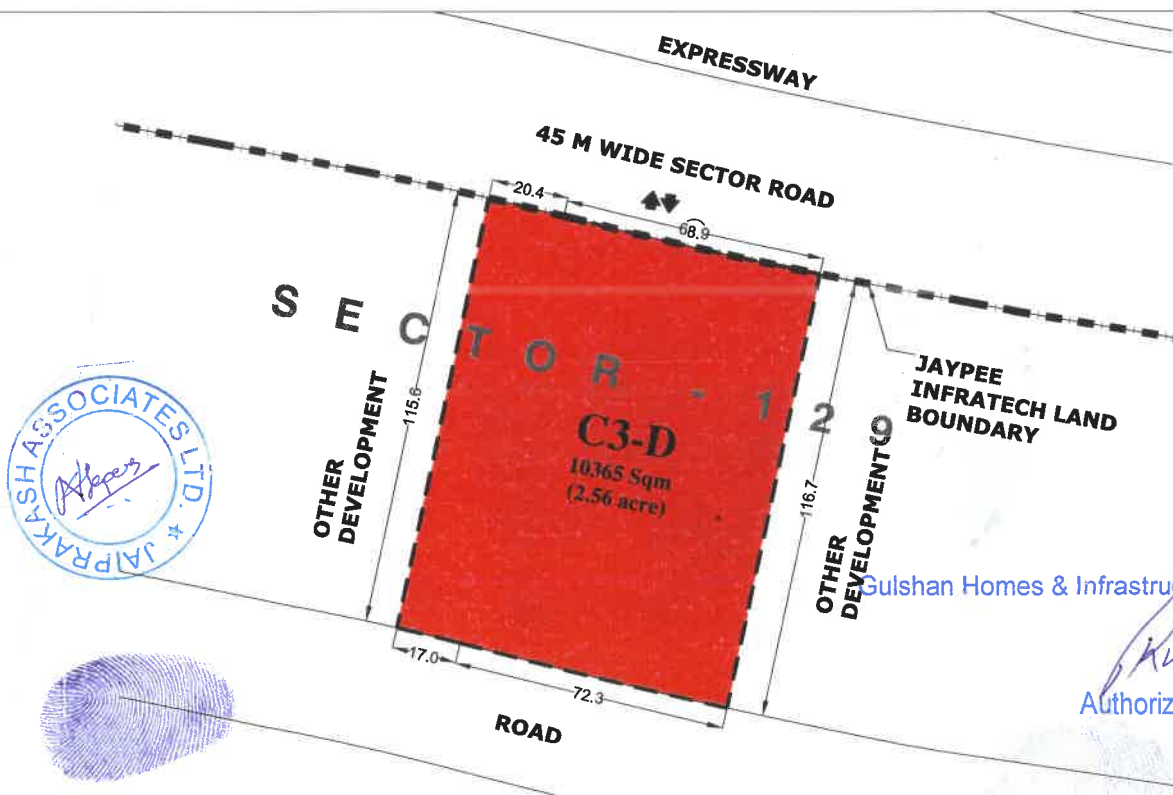 EXPRESSWAY
45 M WIDE SECTOR ROAD
20.4
68.9
SECTOR - 129
JAYPEE
INFRATECH LAND
BOUNDARY
115.6
OTHER
DEVELOPMENT
C3-D
10365 Sqm
(2.56 acre)
116.7
OTHER
DEVELOPMENT
JAIPRAKASH ASSOCIATES LTD.
Gulshan Homes & Infrastru
Authoriz
17.0
72.3
ROAD